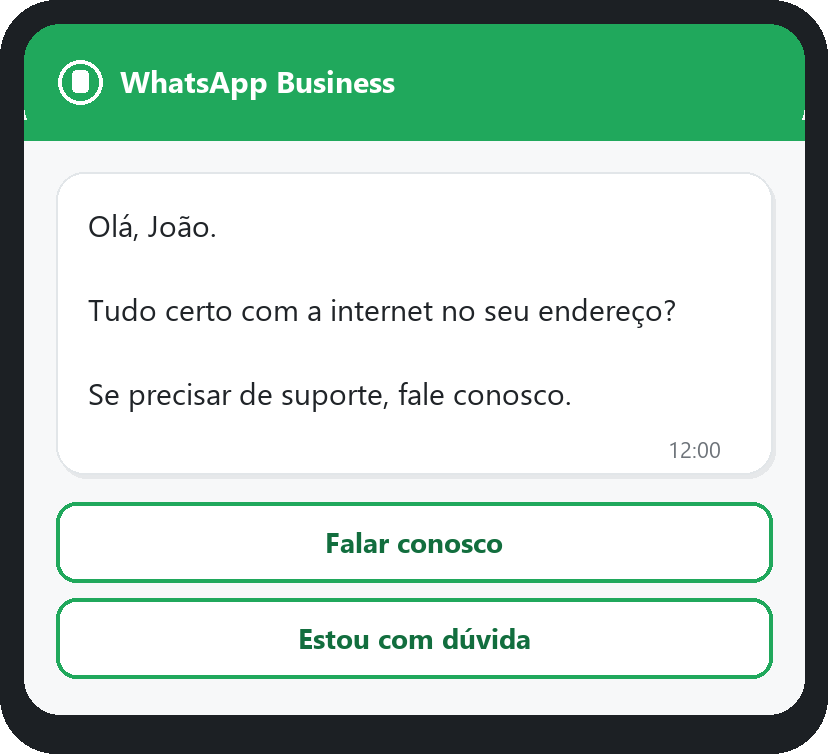 WhatsApp Business
Olá, João.
Tudo certo com a internet no seu endereço?
Se precisar de suporte, fale conosco.
12:00
Falar conosco
Estou com dúvida